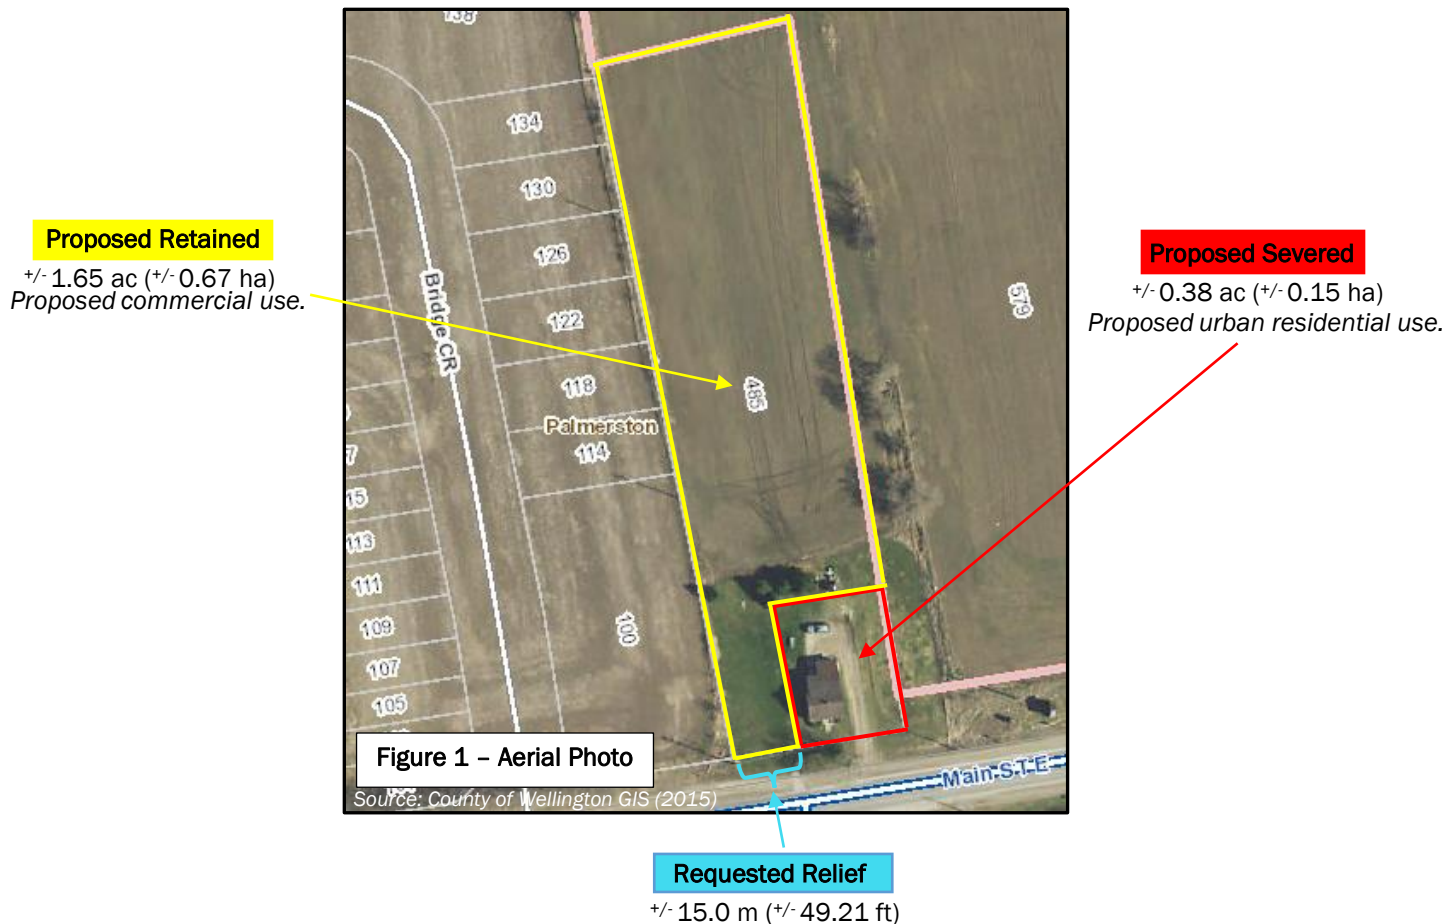 138
134
130
126
122
118
Palmerston
114
Bridge CR
485
579
7
15
113
111
109
107
105
100
Proposed Retained
+/- 1.65 ac (+/- 0.67 ha)
Proposed commercial use.
Proposed Severed
+/- 0.38 ac (+/- 0.15 ha)
Proposed urban residential use.
Figure 1 – Aerial Photo
Source: County of Wellington GIS (2015)
Main ST E
Requested Relief
+/- 15.0 m (+/- 49.21 ft)